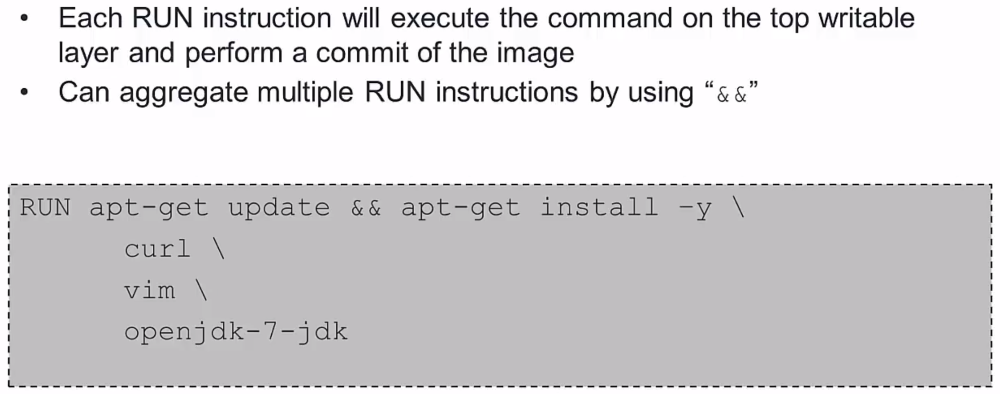 • Each RUN instruction will execute the command on the top writable
layer and perform a commit of the image
• Can aggregate multiple RUN instructions by using “&&”
RUN apt-get update && apt-get install –y \
curl \
vim \
openjdk-7-jdk